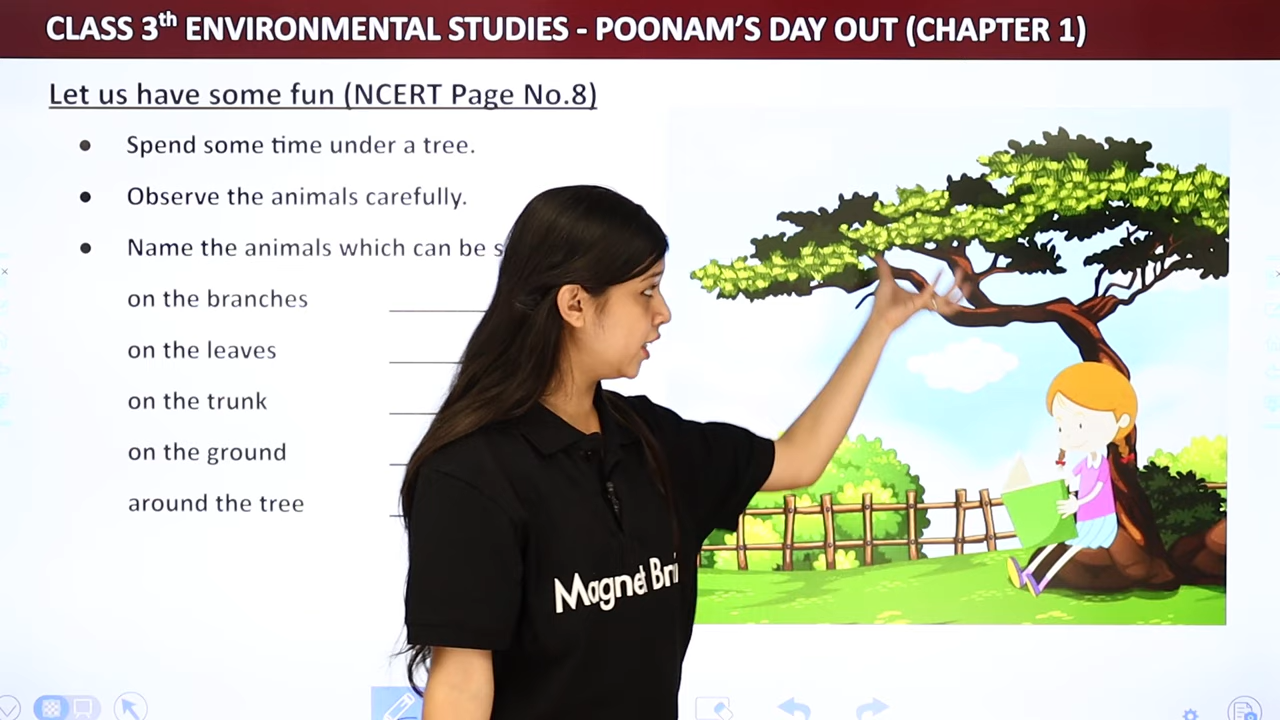 CLASS 3th ENVIRONMENTAL STUDIES - POONAM'S DAY OUT (CHAPTER 1)
Let us have some fun (NCERT Page No.8)
• Spend some time under a tree.
• Observe the animals carefully.
• Name the animals which can be s
on the branches
on the leaves
on the trunk
on the ground
around the tree
Magnet Bri